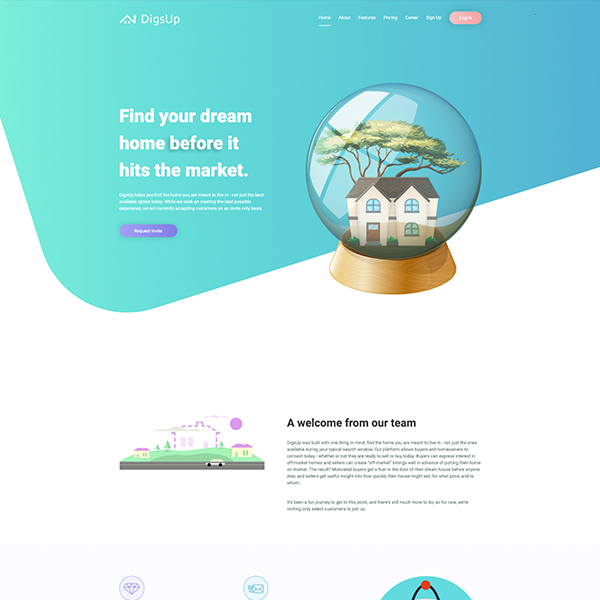 DigsUp
Home About Features Pricing Career Sign Up Log In
Find your dream
home before it
hits the market.
DigsUp helps you find the home you are meant to live in - not just the best
available option today. While we work on creating the best possible
experience, we are currently accepting customers on an invite only basis.
Request Invite
A welcome from our team
DigsUp was built with one thing in mind: find the home you are meant to live in - not just the ones
available during your typical search window. Our platform allows buyers and homeowners to
connect today - whether or not they are ready to sell or buy today. Buyers can express interest in
off-market homes and sellers can create "off-market" listings well in advance of putting their home
on market. The result? Motivated buyers get a foot in the door of their dream house before anyone
else, and sellers get useful insight into how quickly their house might sell, for what price, and to
whom.
It's been a fun journey to get to this point, and there's still much more to do, so for now, we're
inviting only select customers to join us.